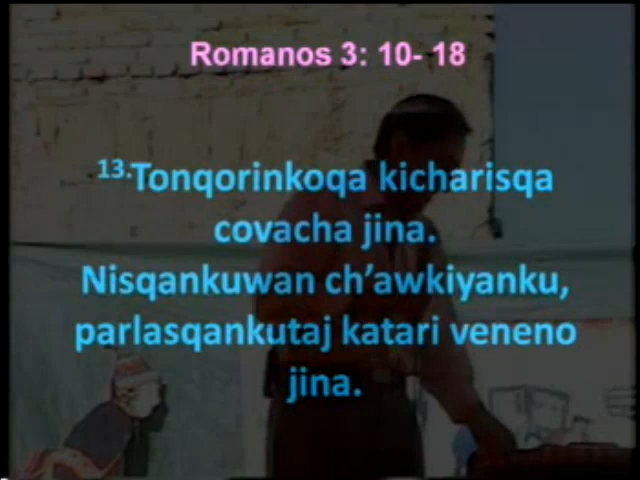 Romanos 3: 10- 18
13.Tonqorinkoqa kicharisqa
covacha jina.
Nisqankuwan ch’awkiyanku,
parlasqankutaj katari veneno
jina.